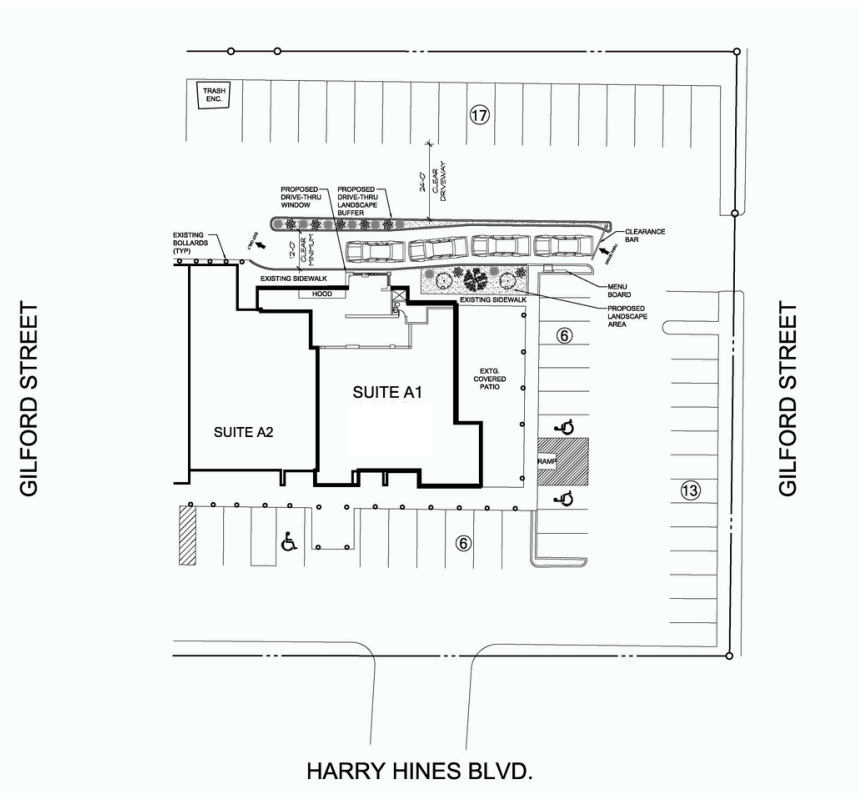 TRASH
ENC.
17
24'-0"
CLEAR
DRIVEWAY
PROPOSED
DRIVE-THRU
WINDOW
PROPOSED
DRIVE-THRU
LANDSCAPE
BUFFER
EXISTING
BOLLARDS
(TYP)
12'-0"
CLEAR
MINIMUM
CLEARANCE
BAR
EXISTING SIDEWALK
HOOD
EXISTING SIDEWALK
MENU
BOARD
PROPOSED
LANDSCAPE
AREA
6
EXTG.
COVERED
PATIO
SUITE A1
SUITE A2
RAMP
13
6
GILFORD STREET
GILFORD STREET
HARRY HINES BLVD.